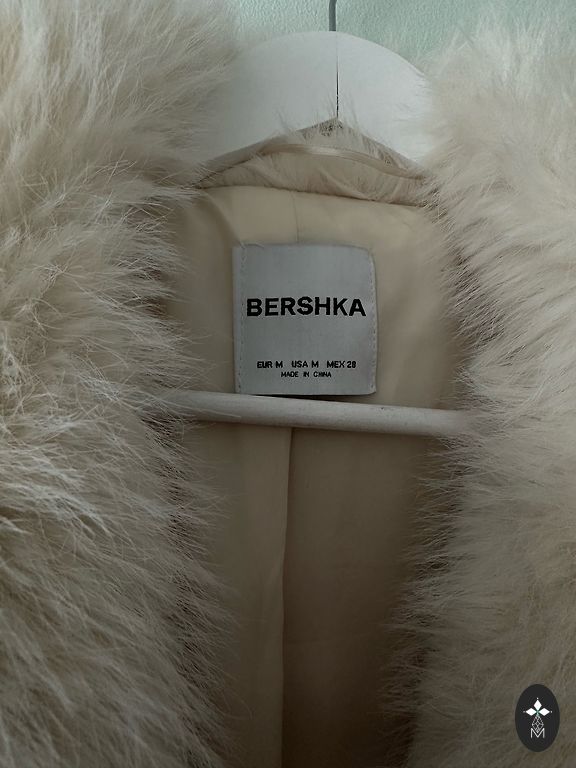 BERSHKA
EUR M USA M MEX 28
MADE IN CHINA
M